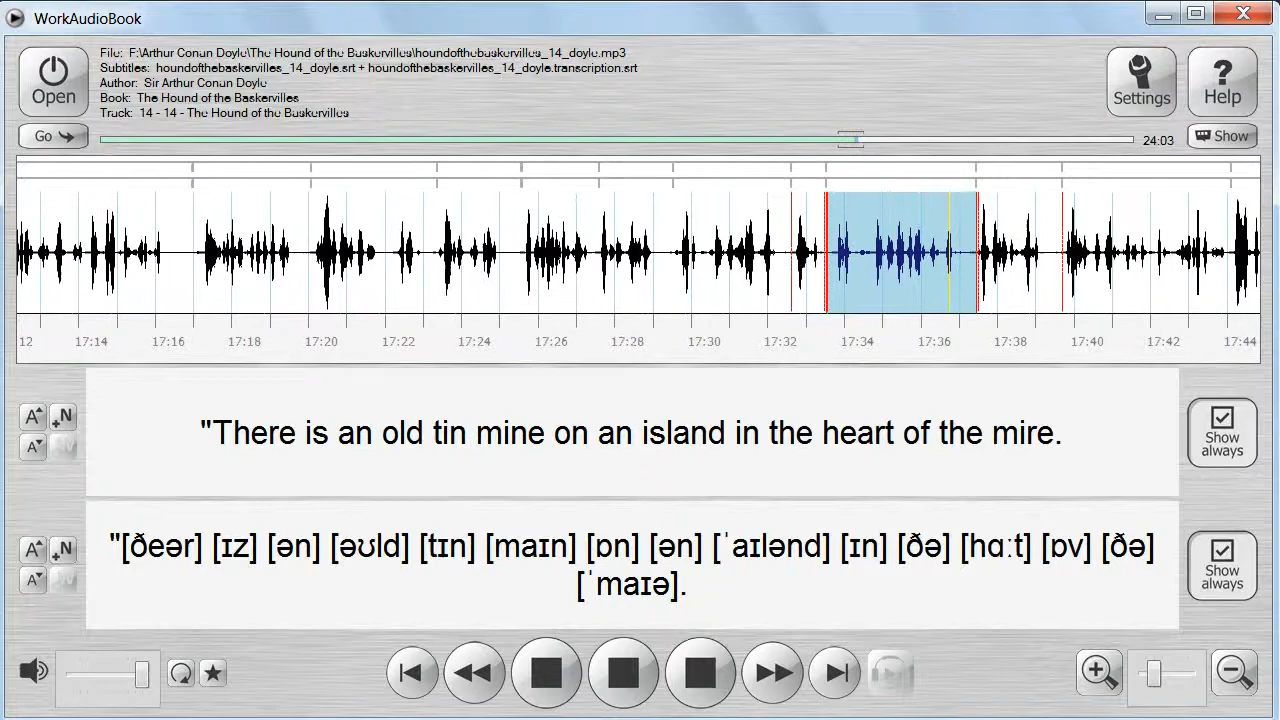 WorkAudioBook
Open
File: F:\Arthur Conan Doyle\The Hound of the Baskervilles\houndofthebaskervilles_14_doyle.mp3
Subtitles: houndofthebaskervilles_14_doyle.srt + houndofthebaskervilles_14_doyle.transcription.srt
Author: Sir Arthur Conan Doyle
Book: The Hound of the Baskervilles
Track: 14 - 14 - The Hound of the Baskervilles
Settings
? Help
Go
24:03
Show
12 17:14 17:16 17:18 17:20 17:22 17:24 17:26 17:28 17:30 17:32 17:34 17:36 17:38 17:40 17:42 17:44
A +N
A
"There is an old tin mine on an island in the heart of the mire.
Show
always
A +N
A
"[ðeər] [ɪz] [ən] [əʊld] [tɪn] [maɪn] [ɒn] [ən] [ˈaɪlənd] [ɪn] [ðə] [hɑːt] [ɒv] [ðə]
[ˈmaɪə].
Show
always